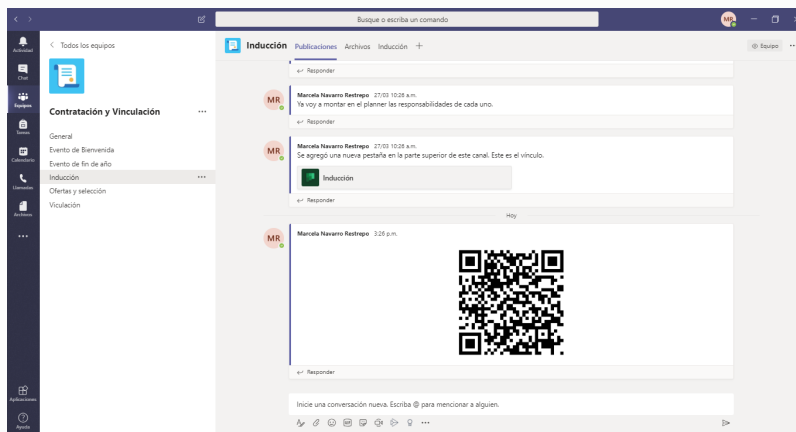 Busque o escriba un comando
MR
Actividad
Chat
Equipos
Tareas
Calendario
Llamadas
Archivos
Aplicaciones
Ayuda
Todos los equipos
Contratación y Vinculación
General
Evento de Bienvenida
Evento de fin de año
Inducción
Ofertas y selección
Viculación
Inducción Publicaciones Archivos Inducción +
Equipo
Responder
MR
Marcela Navarro Restrepo 27/03 10:26 a.m.
Ya voy a montar en el planner las responsabilidades de cada uno.
Responder
MR
Marcela Navarro Restrepo 27/03 10:26 a.m.
Se agregó una nueva pestaña en la parte superior de este canal. Este es el vínculo.
Inducción
Responder
Hoy
MR
Marcela Navarro Restrepo 3:26 p.m.
Responder
Inicie una conversación nueva. Escriba @ para mencionar a alguien.
GIF